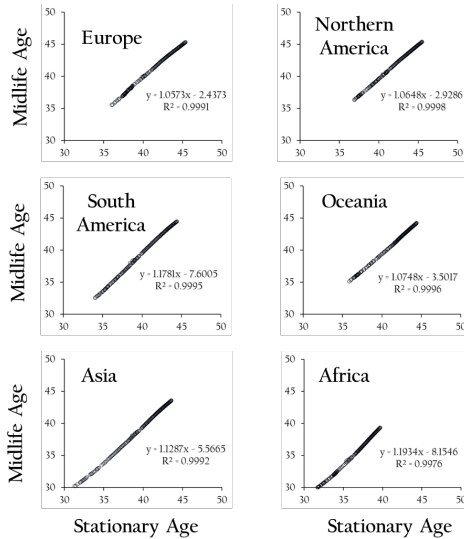 Europe
Midlife Age
50
45
40
35
30
30 35 40 45 50
y = 1.0573x - 2.4373
R² = 0.9991
Northern
America
50
45
40
35
30
30 35 40 45 50
y = 1.0648x - 2.9286
R² = 0.9998
South
America
Midlife Age
50
45
40
35
30
30 35 40 45 50
y = 1.1781x - 7.6005
R² = 0.9995
Oceania
50
45
40
35
30
30 35 40 45 50
y = 1.0748x - 3.5017
R² = 0.9996
Asia
Midlife Age
50
45
40
35
30
30 35 40 45 50
y = 1.1287x - 5.5665
R² = 0.9992
Stationary Age
Africa
50
45
40
35
30
30 35 40 45 50
y = 1.1934x - 8.1546
R² = 0.9976
Stationary Age